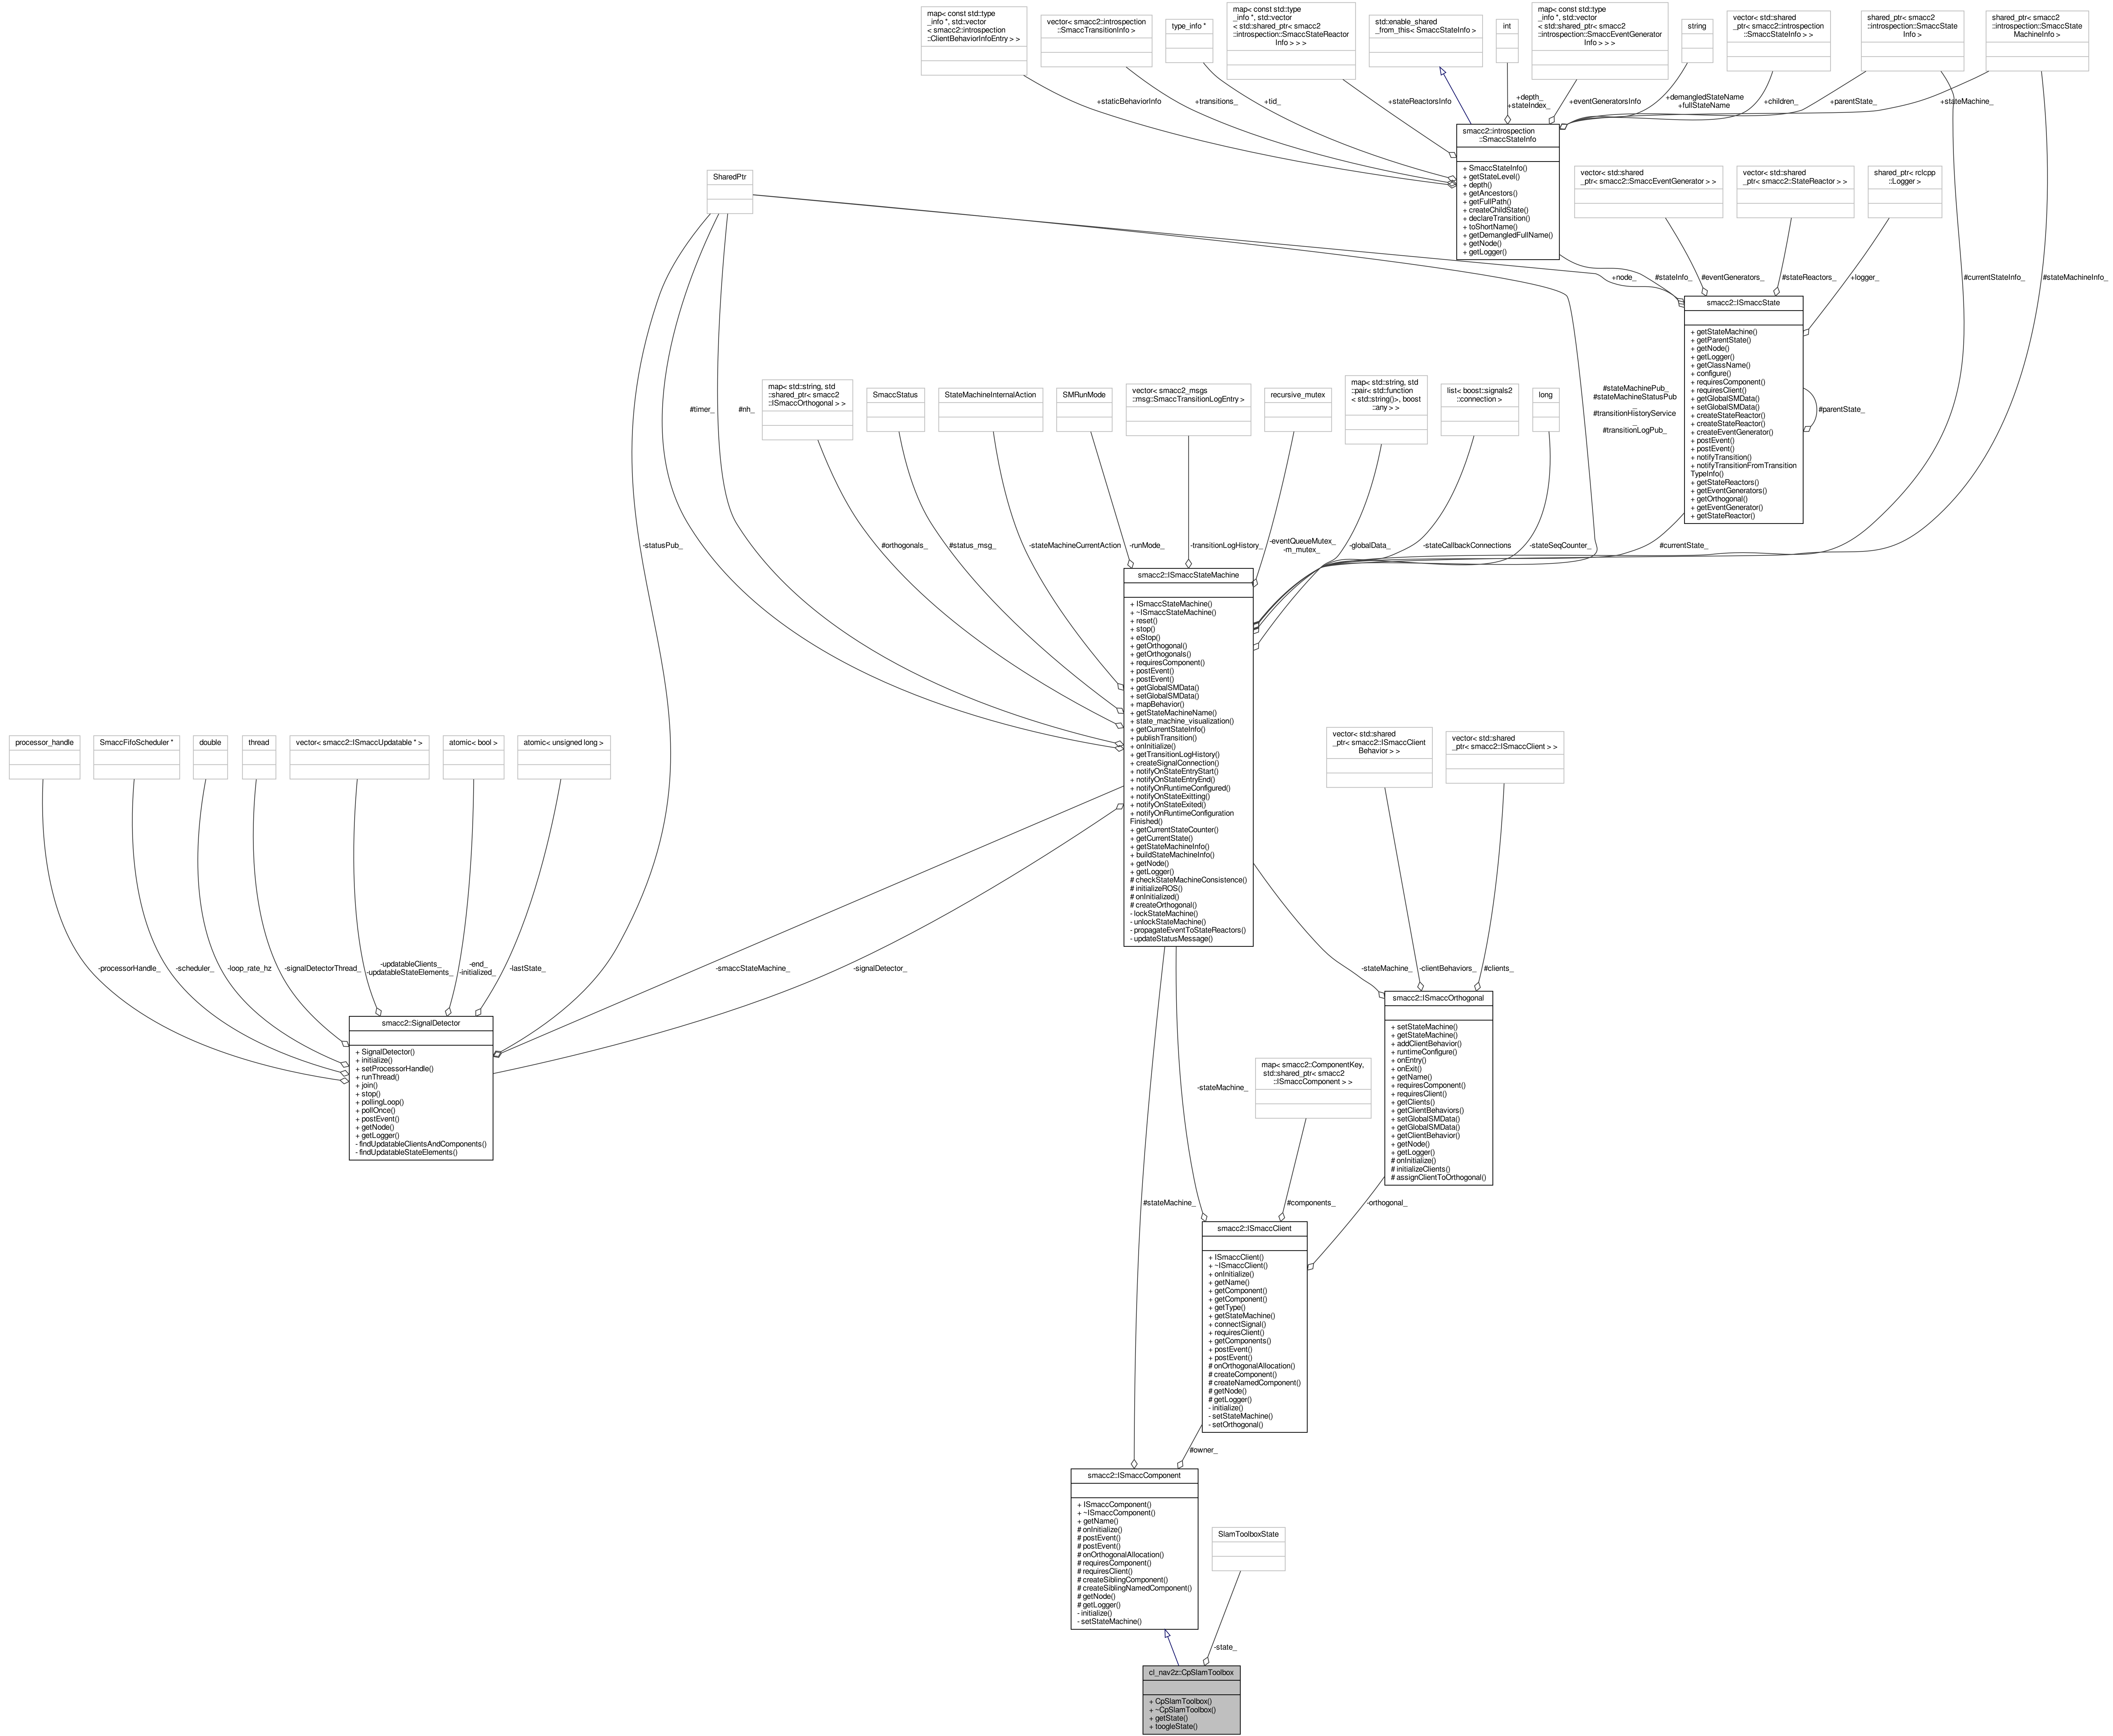 map< const std::type
_info *, std::vector
< smacc2::introspection
::ClientBehaviorInfoEntry > >
vector< smacc2::introspection
::SmaccTransitionInfo >
type_info *
map< const std::type
_info *, std::vector
< std::shared_ptr< smacc2
::introspection::SmaccStateReactor
Info > > >
std::enable_shared
_from_this< SmaccStateInfo >
int
map< const std::type
_info *, std::vector
< std::shared_ptr< smacc2
::introspection::SmaccEventGenerator
Info > > >
string
vector< std::shared
_ptr< smacc2::introspection
::SmaccStateInfo > >
shared_ptr< smacc2
::introspection::SmaccState
Info >
shared_ptr< smacc2
::introspection::SmaccState
MachineInfo >
+staticBehaviorInfo
+transitions_
+tid_
+stateReactorsInfo
+depth_
+stateIndex_
+eventGeneratorsInfo
+demangledStateName
+fullStateName
+children_
+parentState_
+stateMachine_
smacc2::introspection
::SmaccStateInfo
+ SmaccStateInfo()
+ getStateLevel()
+ depth()
+ getAncestors()
+ getFullPath()
+ createChildState()
+ declareTransition()
+ toShortName()
+ getDemangledFullName()
+ getNode()
+ getLogger()
SharedPtr
vector< std::shared
_ptr< smacc2::SmaccEventGenerator > >
vector< std::shared
_ptr< smacc2::StateReactor > >
shared_ptr< rclcpp
::Logger >
+node_
#stateInfo_
#eventGenerators_
#stateReactors_
+logger_
#currentStateInfo_
#stateMachineInfo_
smacc2::ISmaccState
+ getStateMachine()
+ getParentState()
+ getNode()
+ getLogger()
+ getClassName()
+ configure()
+ requiresComponent()
+ requiresClient()
+ getGlobalSMData()
+ setGlobalSMData()
+ createStateReactor()
+ createStateReactor()
+ createEventGenerator()
+ postEvent()
+ postEvent()
+ notifyTransition()
+ notifyTransitionFromTransition
TypeInfo()
+ getStateReactors()
+ getEventGenerators()
+ getOrthogonal()
+ getEventGenerator()
+ getStateReactor()
#parentState_
#timer_
#nh_
map< std::string, std
::shared_ptr< smacc2
::ISmaccOrthogonal > >
SmaccStatus
StateMachineInternalAction
SMRunMode
vector< smacc2_msgs
::msg::SmaccTransitionLogEntry >
recursive_mutex
map< std::string, std
::pair< std::function
< std::string()>, boost
::any > >
list< boost::signals2
::connection >
long
#stateMachinePub_
#stateMachineStatusPub
_
#transitionHistoryService
_
#transitionLogPub_
-statusPub_
#orthogonals_
#status_msg_
-stateMachineCurrentAction
-runMode_
-transitionLogHistory_
-eventQueueMutex_
-m_mutex_
-globalData_
-stateCallbackConnections
-stateSeqCounter_
#currentState_
smacc2::ISmaccStateMachine
+ ISmaccStateMachine()
+ ~ISmaccStateMachine()
+ reset()
+ stop()
+ eStop()
+ getOrthogonal()
+ getOrthogonals()
+ requiresComponent()
+ postEvent()
+ postEvent()
+ getGlobalSMData()
+ setGlobalSMData()
+ mapBehavior()
+ getStateMachineName()
+ state_machine_visualization()
+ getCurrentStateInfo()
+ publishTransition()
+ onInitialize()
+ getTransitionLogHistory()
+ createSignalConnection()
+ notifyOnStateEntryStart()
+ notifyOnStateEntryEnd()
+ notifyOnRuntimeConfigured()
+ notifyOnStateExitting()
+ notifyOnStateExited()
+ notifyOnRuntimeConfiguration
Finished()
+ getCurrentStateCounter()
+ getCurrentState()
+ getStateMachineInfo()
+ buildStateMachineInfo()
+ getNode()
+ getLogger()
# checkStateMachineConsistence()
# initializeROS()
# onInitialized()
# createOrthogonal()
- lockStateMachine()
- unlockStateMachine()
- propagateEventToStateReactors()
- updateStatusMessage()
processor_handle
SmaccFifoScheduler *
double
thread
vector< smacc2::ISmaccUpdatable * >
atomic< bool >
atomic< unsigned long >
vector< std::shared
_ptr< smacc2::ISmaccClient
Behavior > >
vector< std::shared
_ptr< smacc2::ISmaccClient > >
-processorHandle_
-scheduler_
-loop_rate_hz
-signalDetectorThread_
-updatableClients_
-updatableStateElements_
-end_
-initialized_
-lastState_
-smaccStateMachine_
-signalDetector_
-stateMachine_
-clientBehaviors_
#clients_
smacc2::SignalDetector
+ SignalDetector()
+ initialize()
+ setProcessorHandle()
+ runThread()
+ join()
+ stop()
+ pollingLoop()
+ pollOnce()
+ postEvent()
+ getNode()
+ getLogger()
- findUpdatableClientsAndComponents()
- findUpdatableStateElements()
smacc2::ISmaccOrthogonal
+ setStateMachine()
+ getStateMachine()
+ addClientBehavior()
+ runtimeConfigure()
+ onEntry()
+ onExit()
+ getName()
+ requiresComponent()
+ requiresClient()
+ getClients()
+ getClientBehaviors()
+ setGlobalSMData()
+ getGlobalSMData()
+ getClientBehavior()
+ getNode()
+ getLogger()
# onInitialize()
# initializeClients()
# assignClientToOrthogonal()
map< smacc2::ComponentKey,
std::shared_ptr< smacc2
::ISmaccComponent > >
-stateMachine_
#stateMachine_
#components_
-orthogonal_
smacc2::ISmaccClient
+ ISmaccClient()
+ ~ISmaccClient()
+ onInitialize()
+ getName()
+ getComponent()
+ getComponent()
+ getType()
+ getStateMachine()
+ connectSignal()
+ requiresClient()
+ getComponents()
+ postEvent()
+ postEvent()
# onOrthogonalAllocation()
# createComponent()
# createNamedComponent()
# getNode()
# getLogger()
- initialize()
- setStateMachine()
- setOrthogonal()
#owner_
smacc2::ISmaccComponent
+ ISmaccComponent()
+ ~ISmaccComponent()
+ getName()
# onInitialize()
# postEvent()
# postEvent()
# onOrthogonalAllocation()
# requiresComponent()
# requiresClient()
# createSiblingComponent()
# createSiblingNamedComponent()
# getNode()
# getLogger()
- initialize()
- setStateMachine()
SlamToolboxState
-state_
cl_nav2z::CpSlamToolbox
+ CpSlamToolbox()
+ ~CpSlamToolbox()
+ getState()
+ toogleState()